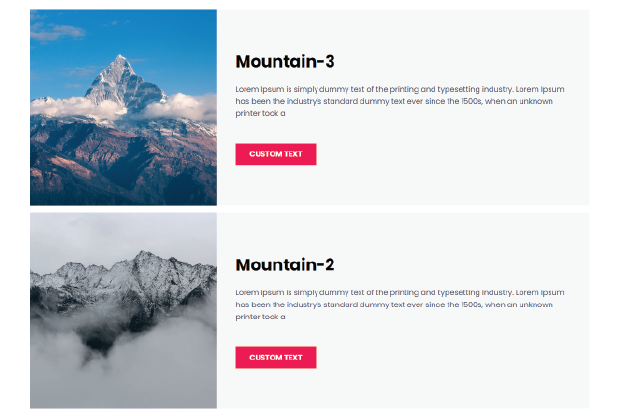 Mountain-3
Lorem Ipsum is simply dummy text of the printing and typesetting industry. Lorem Ipsum
has been the industry's standard dummy text ever since the 1500s, when an unknown
printer took a
CUSTOM TEXT
Mountain-2
Lorem Ipsum is simply dummy text of the printing and typesetting industry. Lorem Ipsum
has been the industry's standard dummy text ever since the 1500s, when an unknown
printer took a
CUSTOM TEXT